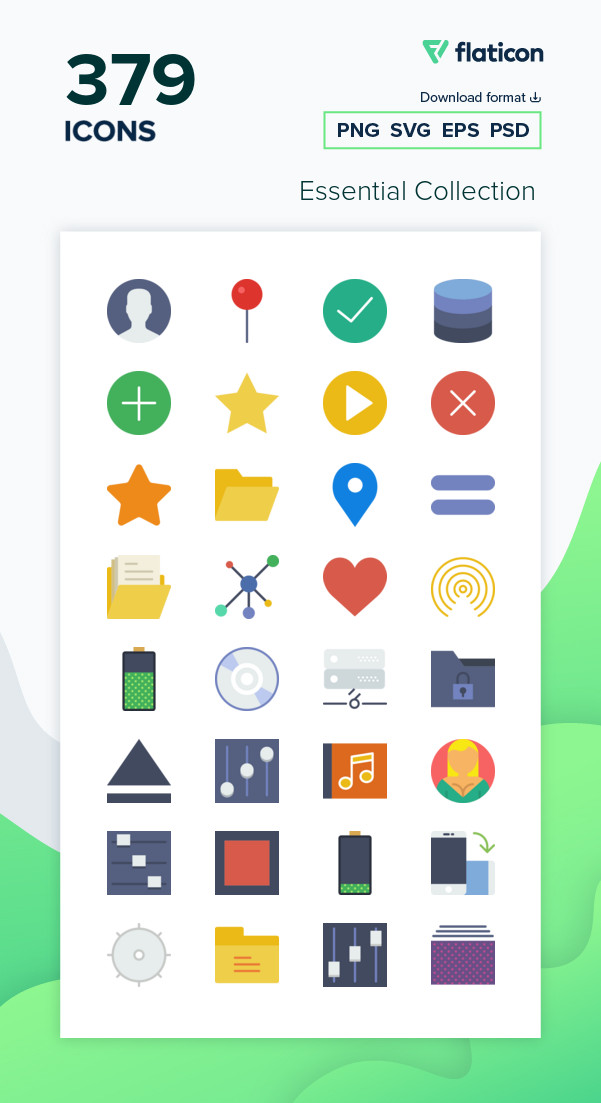 379
ICONS
flaticon
Download format
PNG SVG EPS PSD
Essential Collection